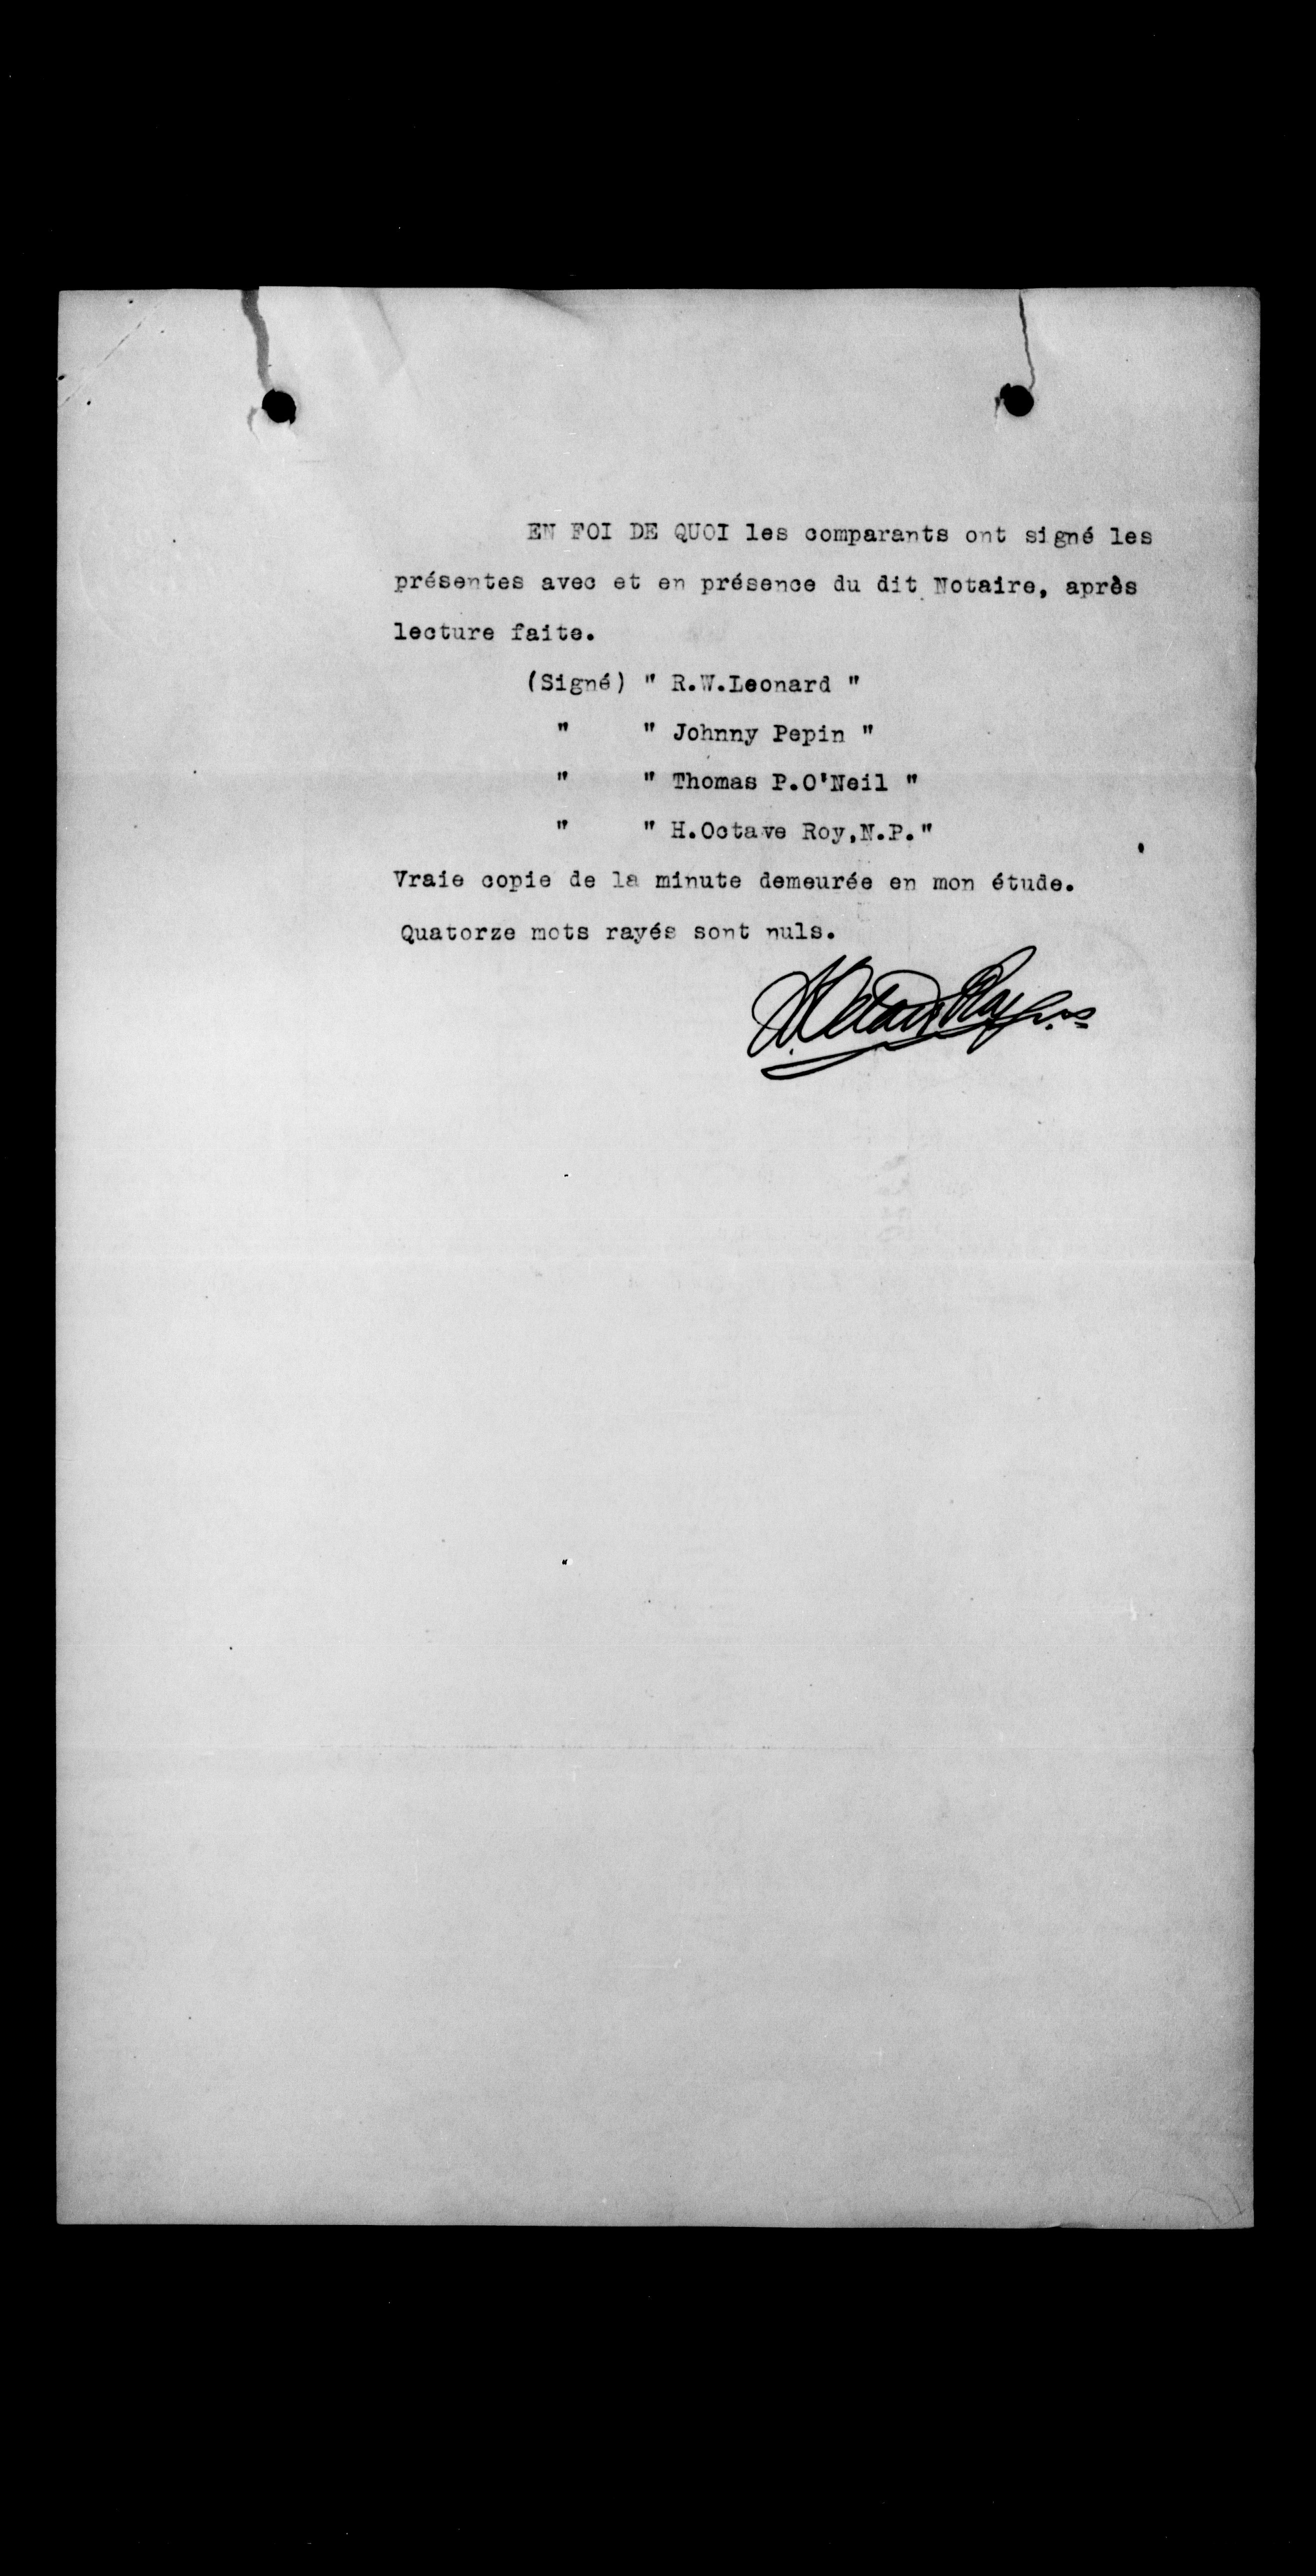 EN FOI DE QUOI les comparants ont signé les
présentes avec et en présence du dit Notaire, après
lecture faite.
(Signé) " R.W.Leonard "
" " Johnny Pepin "
" " Thomas P.O'Neil "
" " H.Octave Roy,N.P."
Vraie copie de la minute demeurée en mon étude.
Quatorze mots rayés sont nuls.
H.Octave Roy N.P.